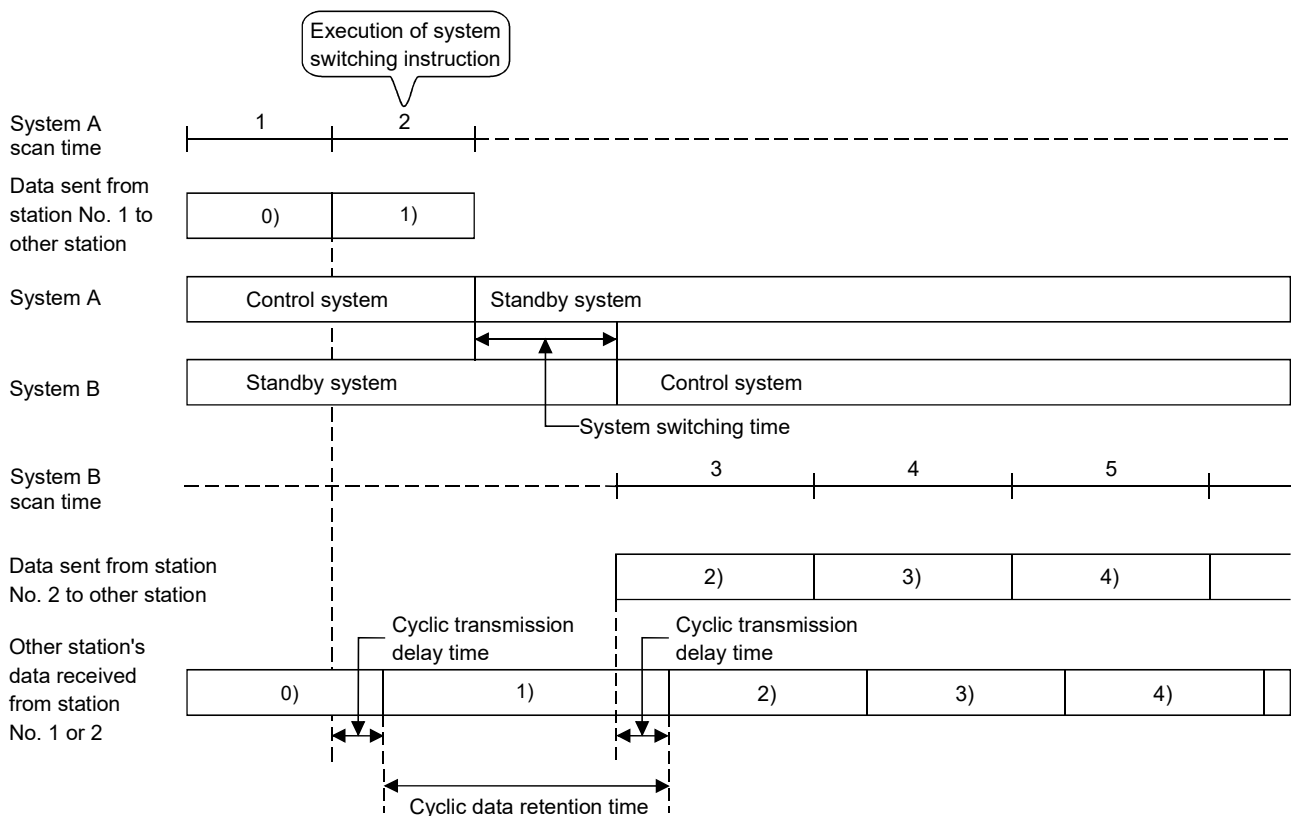 Execution of system
switching instruction
System A
scan time
1
2
Data sent from
station No. 1 to
other station
0)
1)
System A
Control system
Standby system
System B
Standby system
Control system
System switching time
System B
scan time
3
4
5
Data sent from station
No. 2 to other station
2)
3)
4)
Other station's
data received
from station
No. 1 or 2
Cyclic transmission
delay time
Cyclic transmission
delay time
0)
1)
2)
3)
4)
Cyclic data retention time